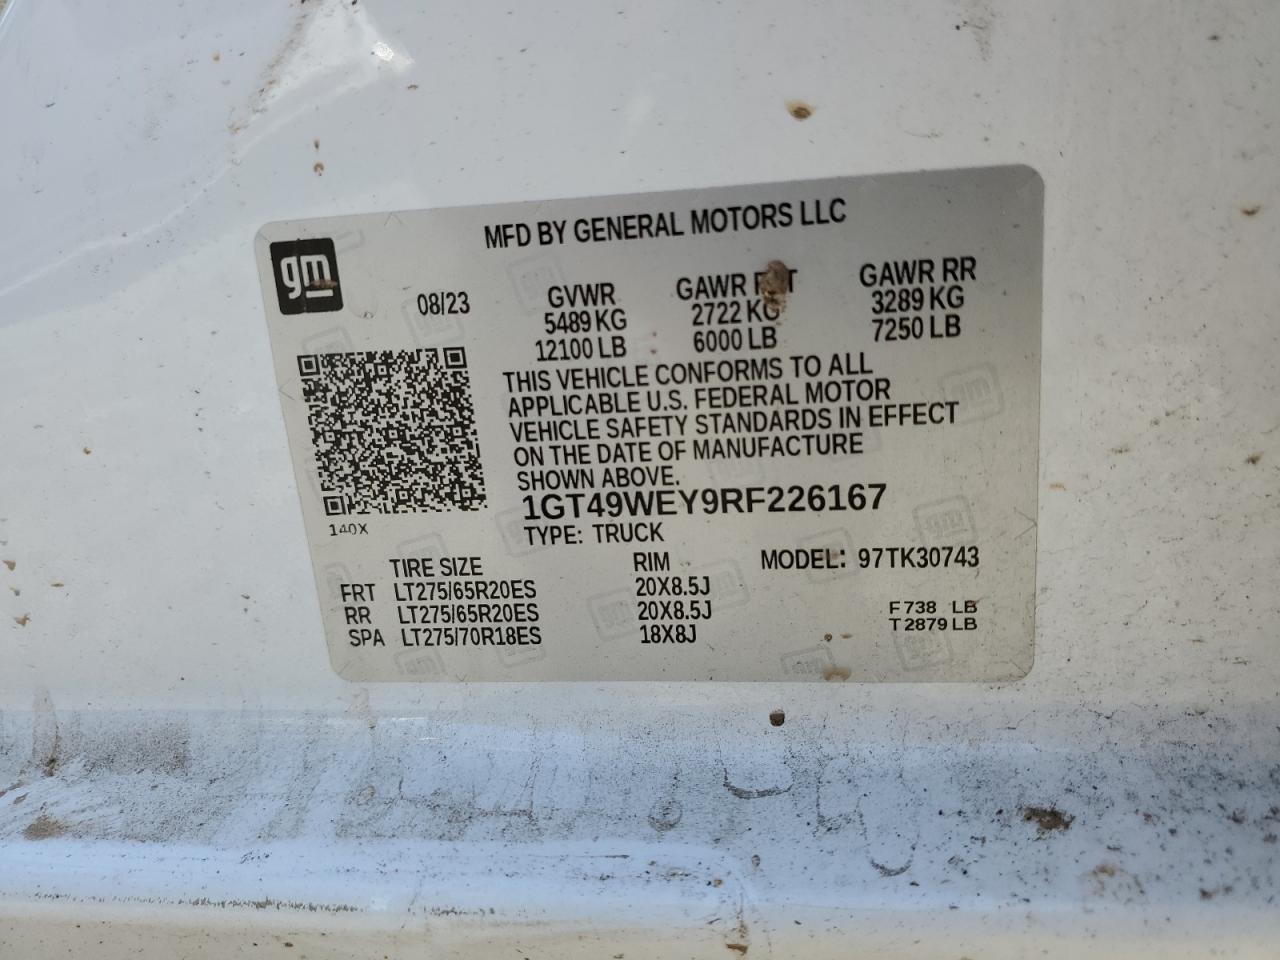 MFD BY GENERAL MOTORS LLC
gm
08/23
GVWR GAWR GAWR RR
5489 KG 2722 KG 3289 KG
12100 LB 6000 LB 7250 LB
THIS VEHICLE CONFORMS TO ALL
APPLICABLE U.S. FEDERAL MOTOR
VEHICLE SAFETY STANDARDS IN EFFECT
ON THE DATE OF MANUFACTURE
SHOWN ABOVE.
1GT49WEY9RF226167
140X
TYPE: TRUCK
TIRE SIZE RIM MODEL: 97TK30743
FRT LT275/65R20ES 20X8.5J
RR LT275/65R20ES 20X8.5J F738 LB
SPA LT275/70R18ES 18X8J T2879 LB